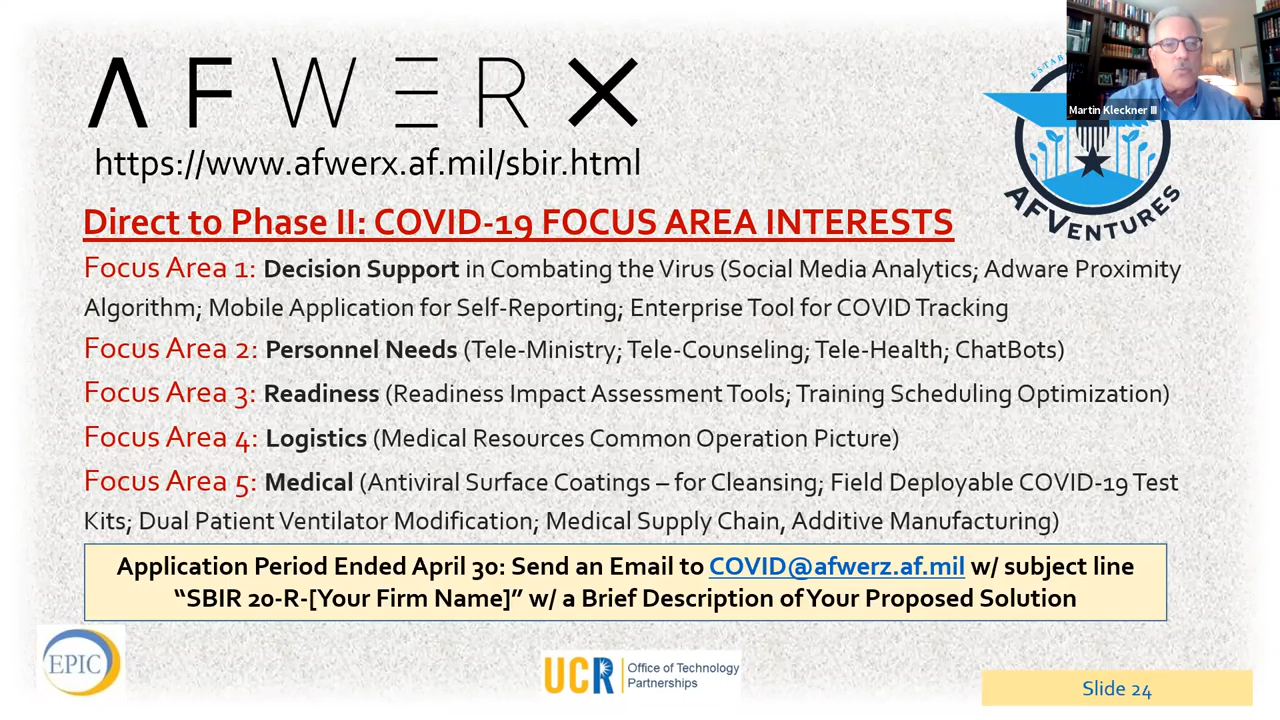 AFWERX
https://www.afwerx.af.mil/sbir.html
Martin Kleckner III
AFVENTURES
Direct to Phase II: COVID-19 FOCUS AREA INTERESTS
Focus Area 1: Decision Support in Combating the Virus (Social Media Analytics; Adware Proximity
Algorithm; Mobile Application for Self-Reporting; Enterprise Tool for COVID Tracking
Focus Area 2: Personnel Needs (Tele-Ministry; Tele-Counseling; Tele-Health; ChatBots)
Focus Area 3: Readiness (Readiness Impact Assessment Tools; Training Scheduling Optimization)
Focus Area 4: Logistics (Medical Resources Common Operation Picture)
Focus Area 5: Medical (Antiviral Surface Coatings – for Cleansing; Field Deployable COVID-19 Test
Kits; Dual Patient Ventilator Modification; Medical Supply Chain, Additive Manufacturing)
Application Period Ended April 30: Send an Email to COVID@afwerz.af.mil w/ subject line
“SBIR 20-R-[Your Firm Name]” w/ a Brief Description of Your Proposed Solution
EPIC
UCR Office of Technology
Partnerships
Slide 24